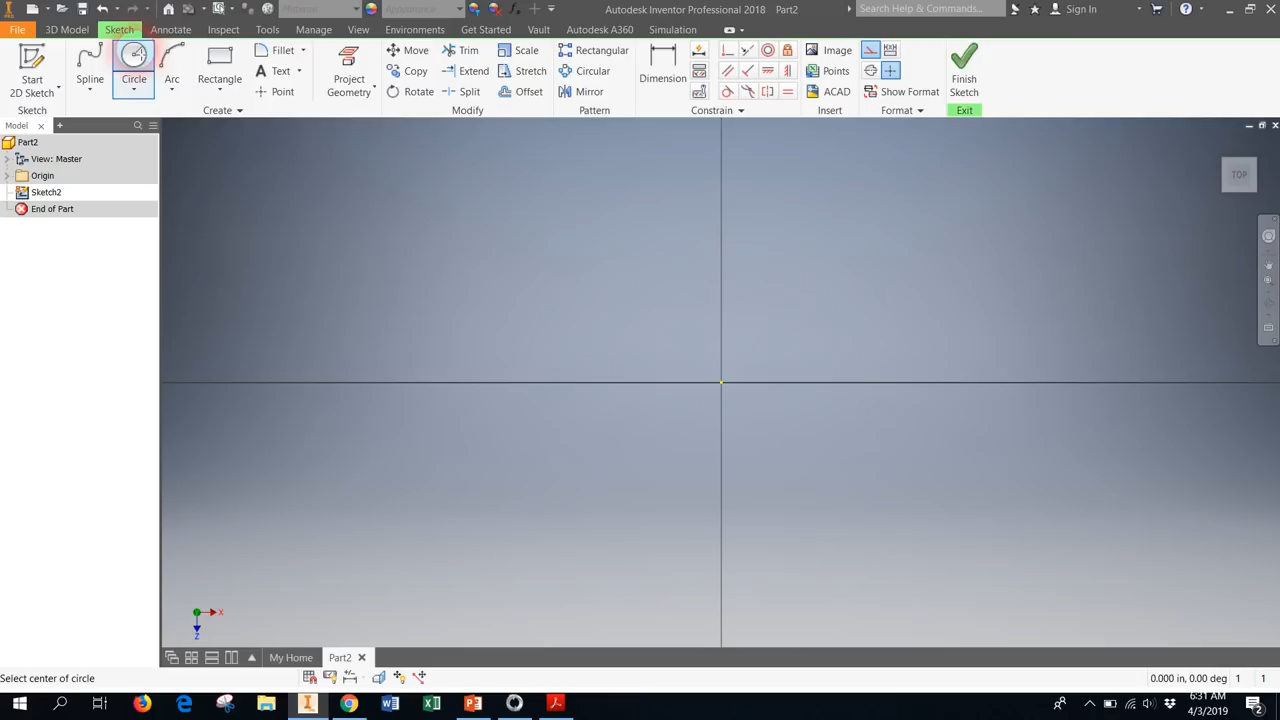 Autodesk Inventor Professional 2018 Part2
Search Help & Commands...
Sign In
Appearance
File 3D Model Sketch Annotate Inspect Tools Manage View Environments Get Started Vault Autodesk A360 Simulation
Start
2D Sketch
Sketch
Spline
Circle
Arc
Rectangle
Fillet
Text
Point
Create
Project
Geometry
Move Trim Scale
Copy Extend Stretch
Rotate Split Offset
Modify
Rectangular
Circular
Mirror
Pattern
Dimension
Constrain
Image
Points
ACAD
Insert
Show Format
Format
Finish
Sketch
Exit
Model
Part2
View: Master
Origin
Sketch2
End of Part
TOP
X
Z
My Home Part2
Select center of circle
0.000 in, 0.00 deg 1 1
6:31 AM
4/3/2019
2